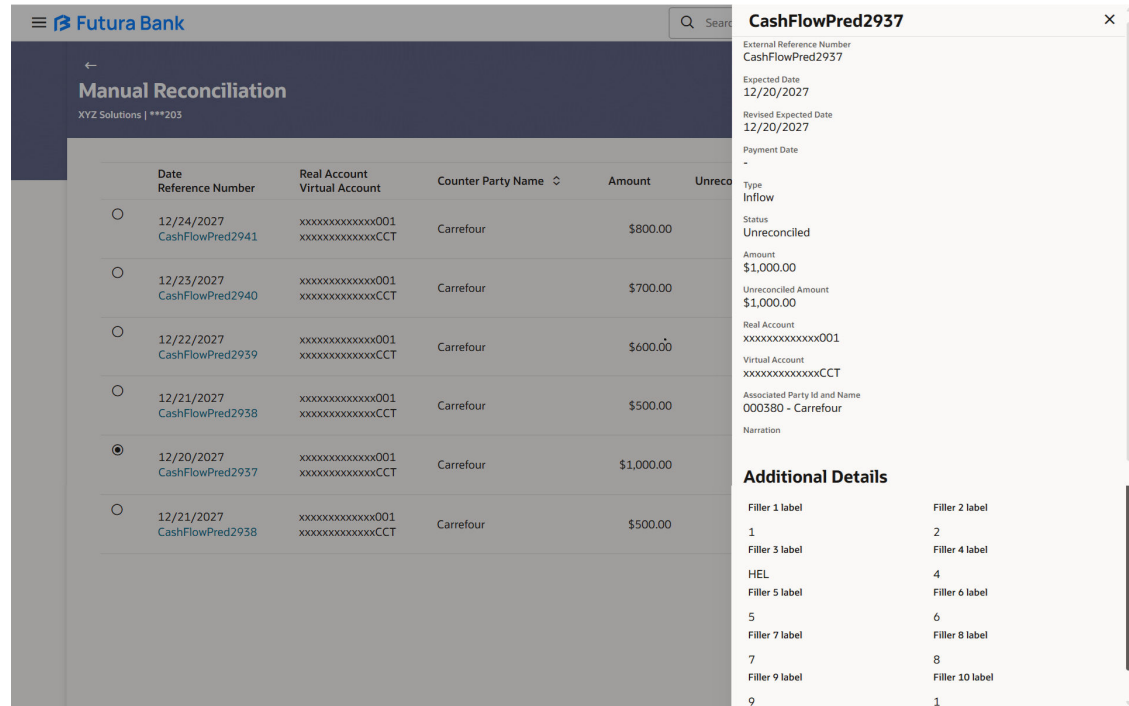 Futura Bank
Sear
Manual Reconciliation
XYZ Solutions | ***203
Date Real Account
Reference Number Virtual Account Counter Party Name Amount Unreco
12/24/2027 xxxxxxxxxxxxx001
CashFlowPred2941 xxxxxxxxxxxxxCCT Carrefour $800.00
12/23/2027 xxxxxxxxxxxxx001
CashFlowPred2940 xxxxxxxxxxxxxCCT Carrefour $700.00
12/22/2027 xxxxxxxxxxxxx001
CashFlowPred2939 xxxxxxxxxxxxxCCT Carrefour $600.00
12/21/2027 xxxxxxxxxxxxx001
CashFlowPred2938 xxxxxxxxxxxxxCCT Carrefour $500.00
12/20/2027 xxxxxxxxxxxxx001
CashFlowPred2937 xxxxxxxxxxxxxCCT Carrefour $1,000.00
12/21/2027 xxxxxxxxxxxxx001
CashFlowPred2938 xxxxxxxxxxxxxCCT Carrefour $500.00
CashFlowPred2937
External Reference Number
CashFlowPred2937
Expected Date
12/20/2027
Revised Expected Date
12/20/2027
Payment Date
-
Type
Inflow
Status
Unreconciled
Amount
$1,000.00
Unreconciled Amount
$1,000.00
Real Account
xxxxxxxxxxxxx001
Virtual Account
xxxxxxxxxxxxxCCT
Associated Party Id and Name
000380 - Carrefour
Narration
Additional Details
Filler 1 label Filler 2 label
1 2
Filler 3 label Filler 4 label
HEL 4
Filler 5 label Filler 6 label
5 6
Filler 7 label Filler 8 label
7 8
Filler 9 label Filler 10 label
9 1